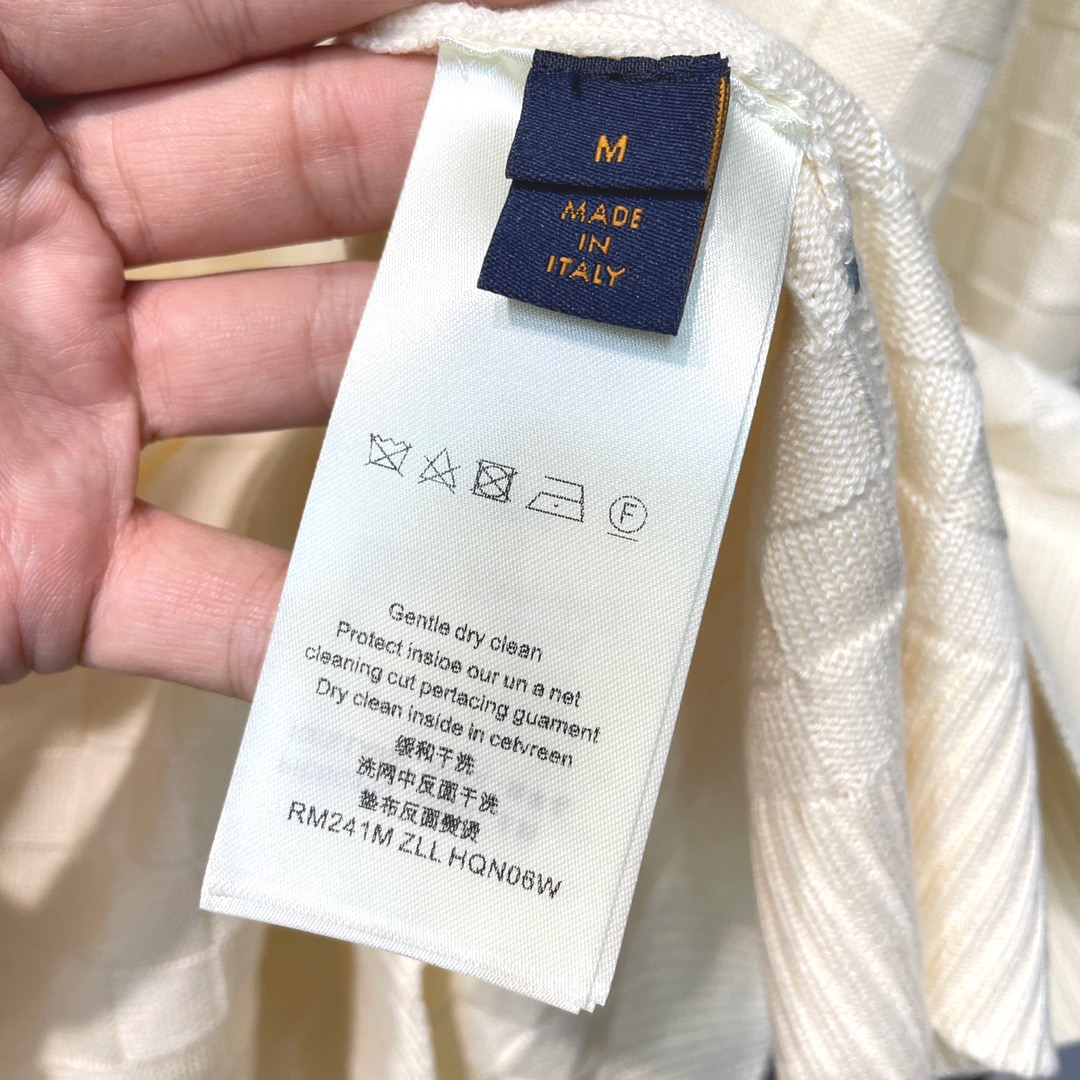 M
MADE
IN
ITALY
F
Gentle dry clean
Protect insioe our un a net
cleaning cut pertacing guament
Dry clean inside in cetvreen
缓和干洗
洗网中反面干洗
垫布反面熨烫
RM241M ZLL HQN06W